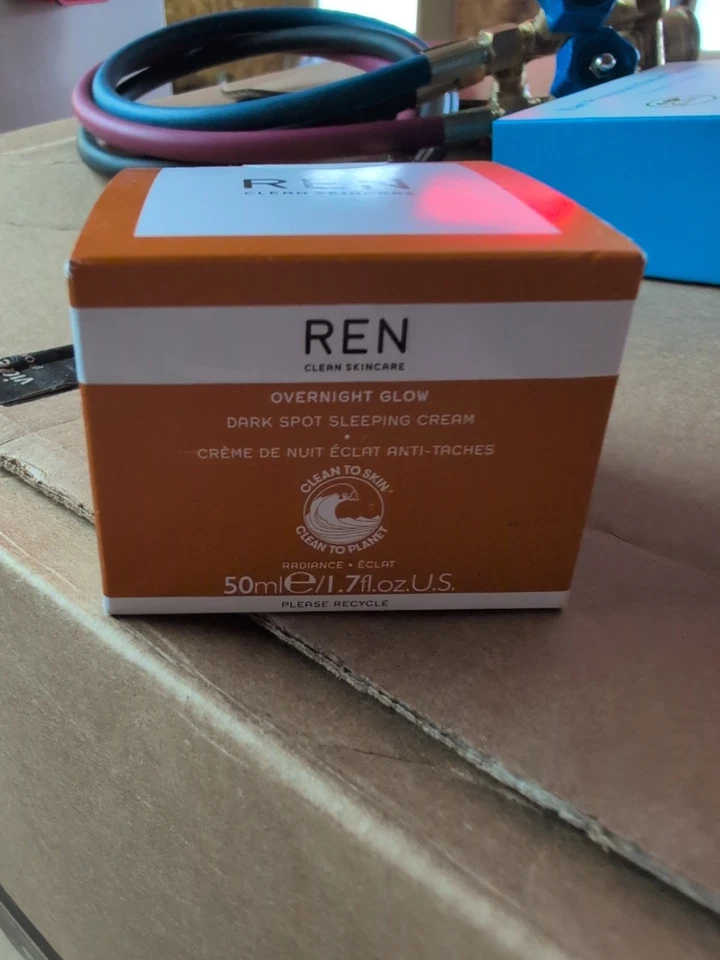 REN
CLEAN SKINCARE
REN
CLEAN SKINCARE
OVERNIGHT GLOW
DARK SPOT SLEEPING CREAM
•
CRÈME DE NUIT ÉCLAT ANTI-TACHES
CLEAN TO SKIN®
CLEAN TO PLANET
RADIANCE • ÉCLAT
50ml℮/1.7fl.oz.U.S.
PLEASE RECYCLE